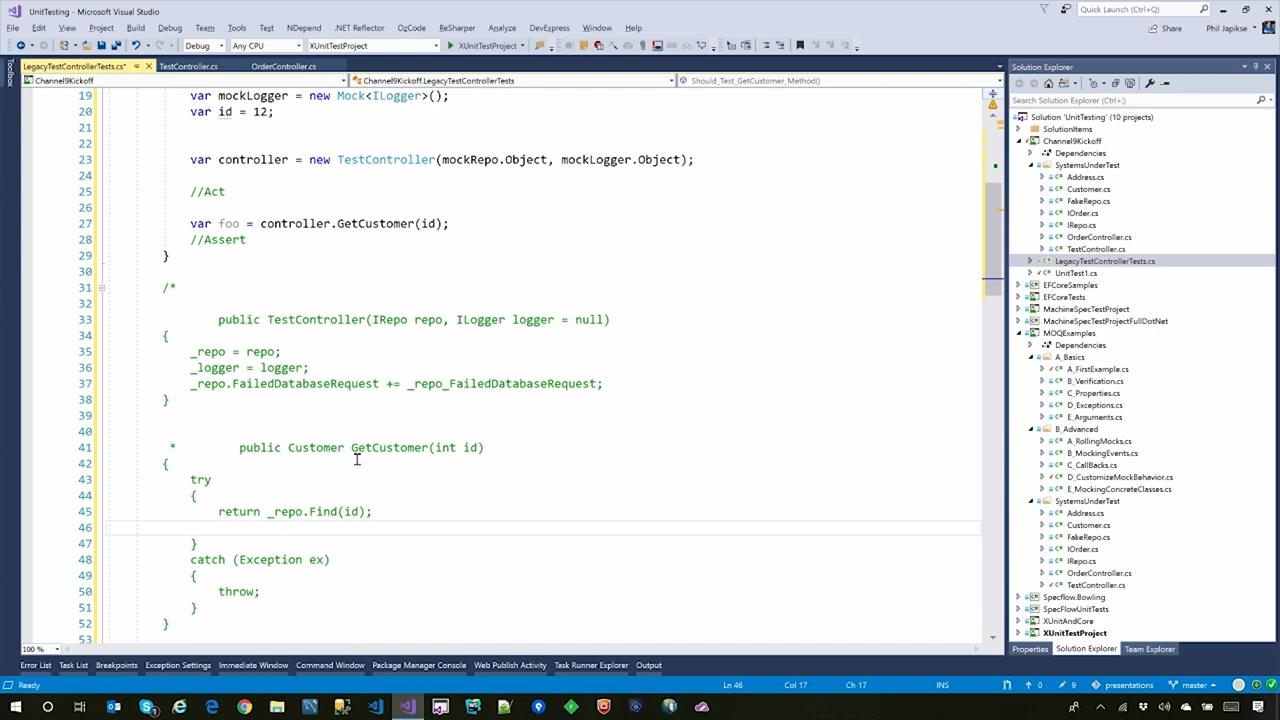 UnitTesting - Microsoft Visual Studio
Quick Launch (Ctrl+;)
File Edit View Project Build Debug Team Tools Test NDepend .NET Reflector OzCode ReSharper Analyze DevExpress Window Help
Share Phil Japikse
Debug Any CPU XUnitTestProject XUnitTestProject
Toolbox
LegacyTestControllerTests.cs* TestController.cs OrderController.cs
Channel9Kickoff Channel9Kickoff.LegacyTestControllerTests Should_Test_GetCustomer_Method()
19 var mockLogger = new Mock<ILogger>();
20 var id = 12;
21
22
23 var controller = new TestController(mockRepo.Object, mockLogger.Object);
24
25 //Act
26
27 var foo = controller.GetCustomer(id);
28 //Assert
29 }
30
31 /*
32
33 public TestController(IRepo repo, ILogger logger = null)
34 {
35 _repo = repo;
36 _logger = logger;
37 _repo.FailedDatabaseRequest += _repo_FailedDatabaseRequest;
38 }
39
40
41 * public Customer GetCustomer(int id)
42 {
43 try
44 {
45 return _repo.Find(id);
46
47 }
48 catch (Exception ex)
49 {
50 throw;
51 }
52 }
53
100 %
Solution Explorer
Search Solution Explorer (Ctrl+;)
Solution 'UnitTesting' (10 projects)
SolutionItems
Channel9Kickoff
Dependencies
SystemsUnderTest
Address.cs
Customer.cs
FakeRepo.cs
IOrder.cs
IRepo.cs
OrderController.cs
TestController.cs
LegacyTestControllerTests.cs
UnitTest1.cs
EFCoreSamples
EFCoreTests
MachineSpecTestProject
MachineSpecTestProjectFullDotNet
MOQExamples
Dependencies
A_Basics
A_FirstExample.cs
B_Verification.cs
C_Properties.cs
D_Exceptions.cs
E_Arguments.cs
B_Advanced
A_RollingMocks.cs
B_MockingEvents.cs
C_CallBacks.cs
D_CustomizeMockBehavior.cs
E_MockingConcreteClasses.cs
SystemsUnderTest
Address.cs
Customer.cs
FakeRepo.cs
IOrder.cs
IRepo.cs
OrderController.cs
TestController.cs
Specflow.Bowling
SpecFlowUnitTests
XUnitAndCore
XUnitTestProject
Properties Solution Explorer Team Explorer
Error List Task List Breakpoints Exception Settings Immediate Window Command Window Package Manager Console Web Publish Activity Task Runner Explorer Output
Ready Ln 46 Col 17 Ch 17 INS 0 9 presentations master